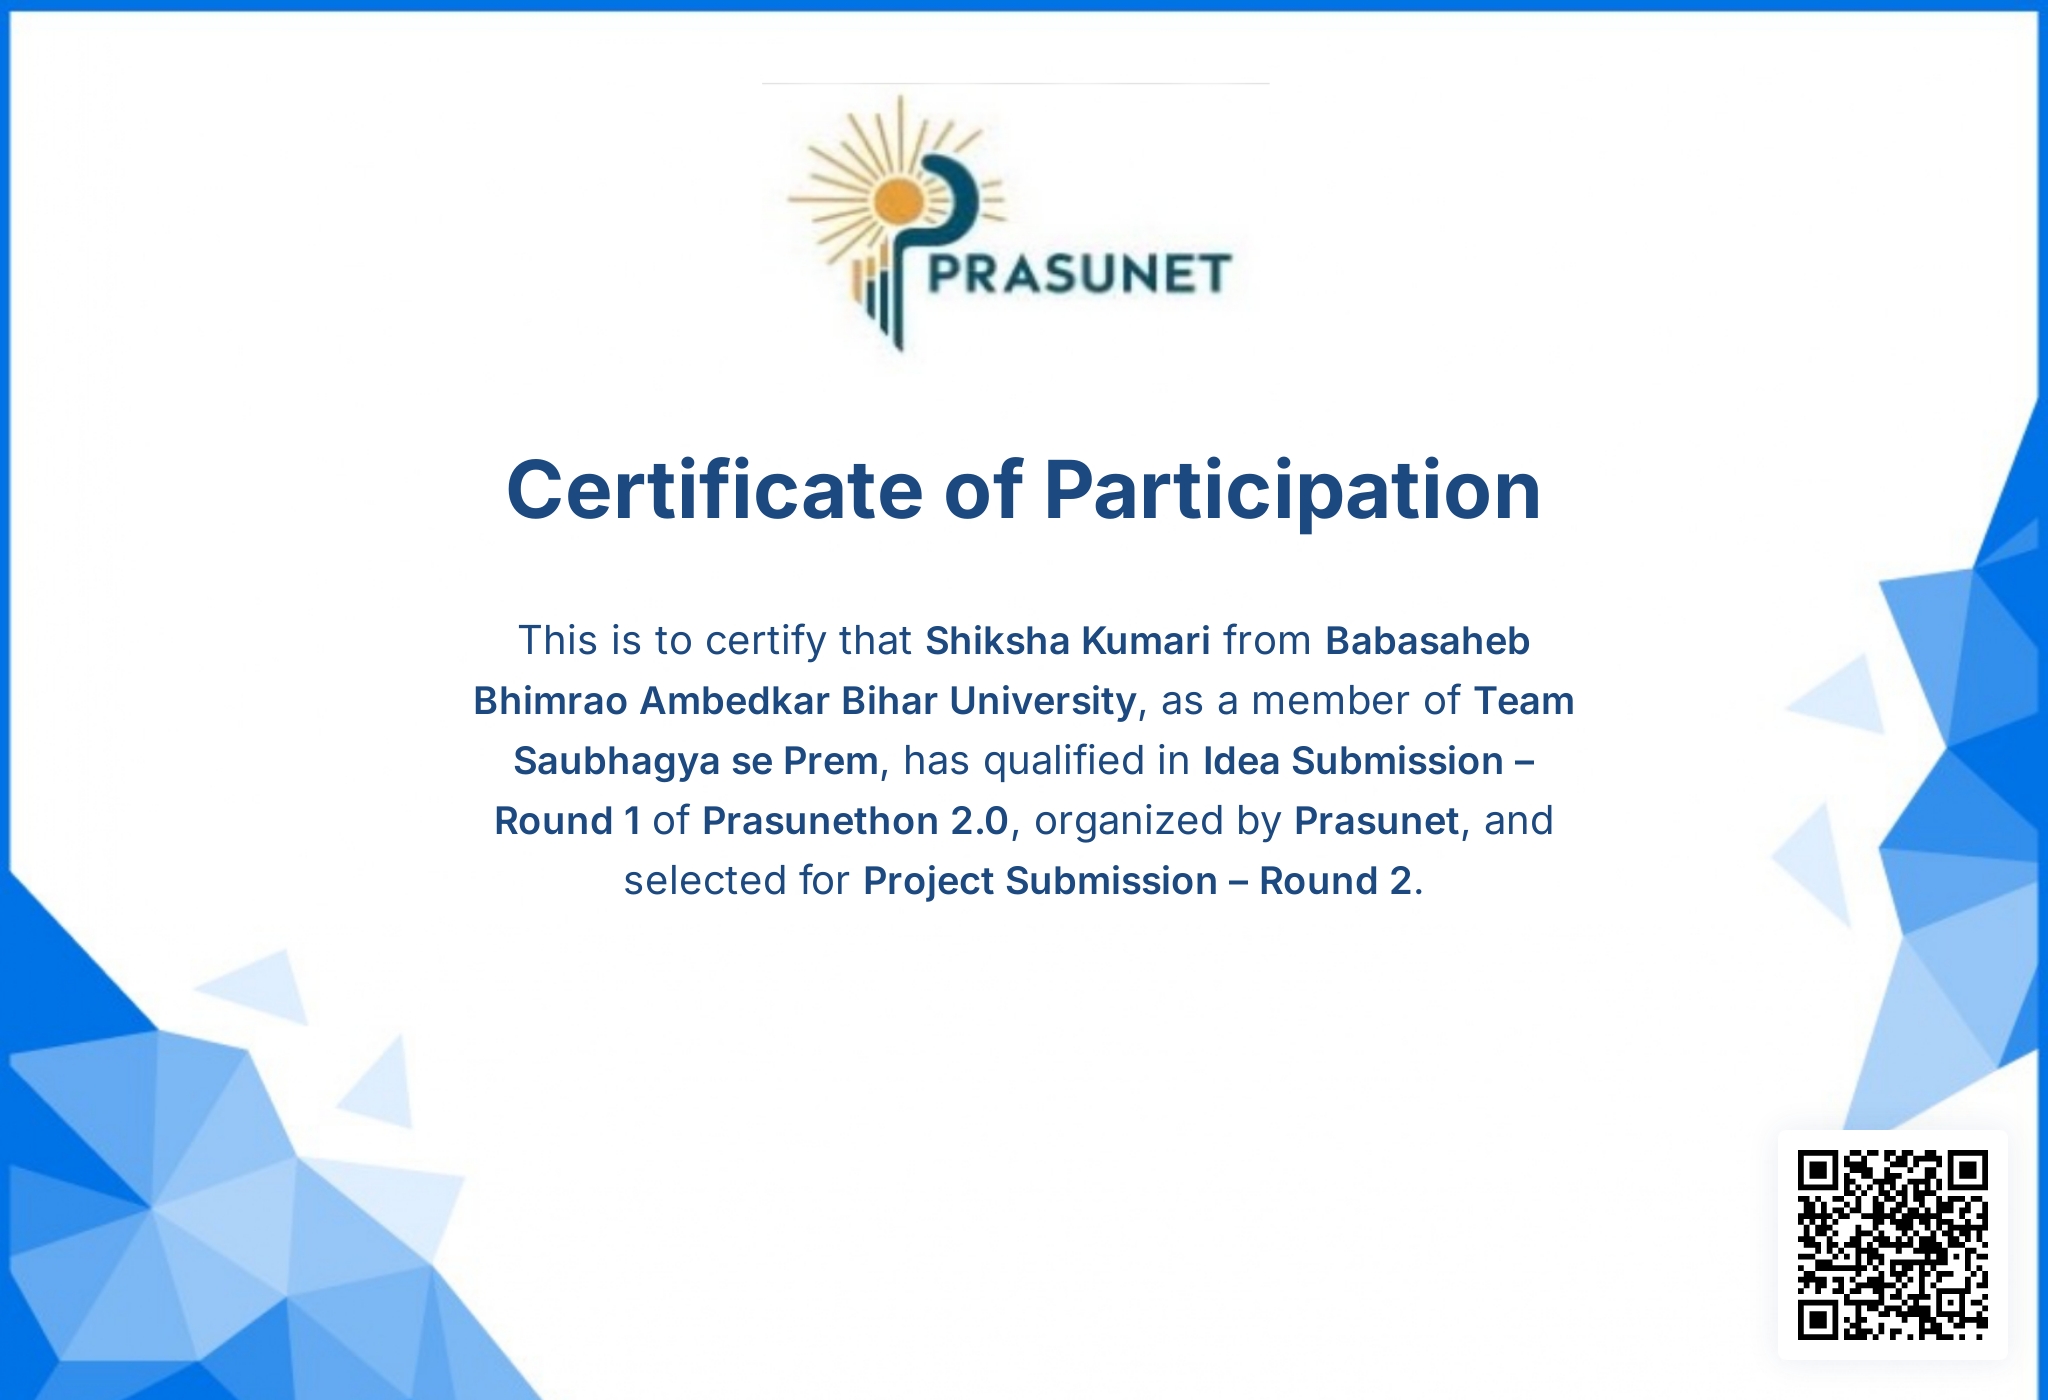 PRASUNET
Certificate of Participation
This is to certify that Shiksha Kumari from Babasaheb
Bhimrao Ambedkar Bihar University, as a member of Team
Saubhagya se Prem, has qualified in Idea Submission –
Round 1 of Prasunethon 2.0, organized by Prasunet, and
selected for Project Submission – Round 2.